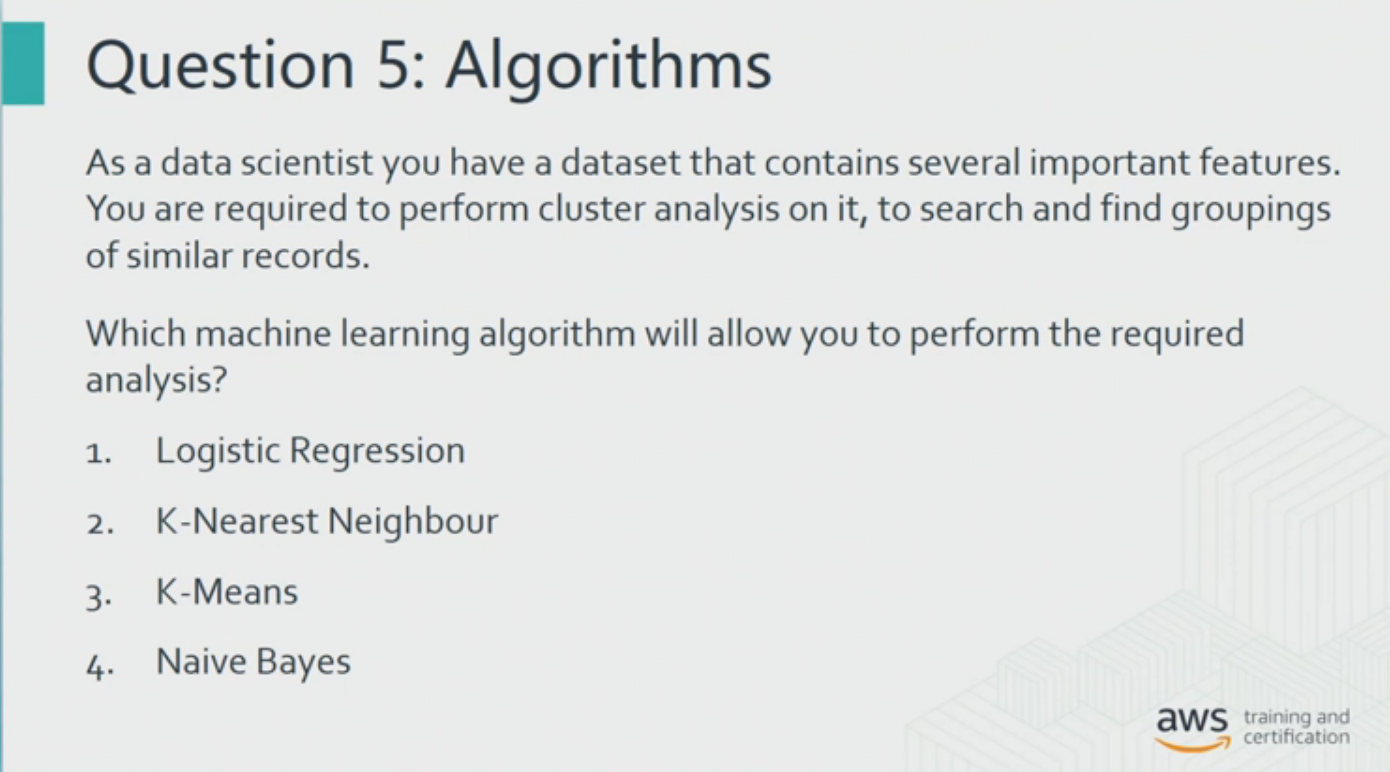 Question 5: Algorithms
As a data scientist you have a dataset that contains several important features.
You are required to perform cluster analysis on it, to search and find groupings
of similar records.
Which machine learning algorithm will allow you to perform the required
analysis?
1. Logistic Regression
2. K-Nearest Neighbour
3. K-Means
4. Naive Bayes
aws training and
certification